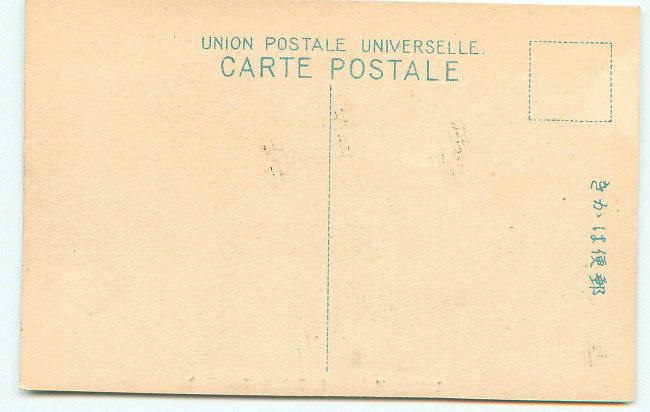 UNION POSTALE UNIVERSELLE.
CARTE POSTALE
郵便はかき